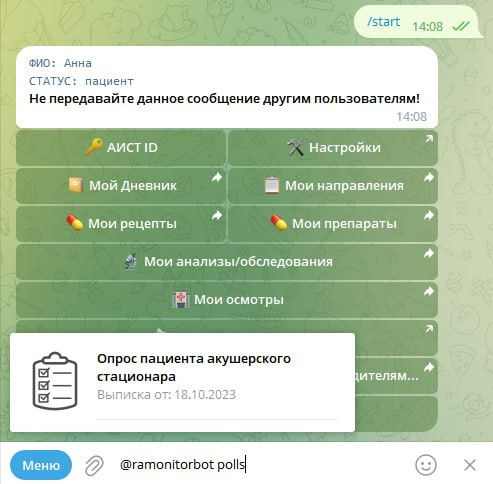 /start 14:08
ФИО: Анна
СТАТУС: пациент
Не передавайте данное сообщение другим пользователям!
14:08
АИСТ ID
Настройки
Мой Дневник
Мои направления
Мои рецепты
Мои препараты
Мои анализы/обследования
Мои осмотры
дителям...
Опрос пациента акушерского
стационара
Выписка от: 18.10.2023
Меню
@ramonitorbot polls